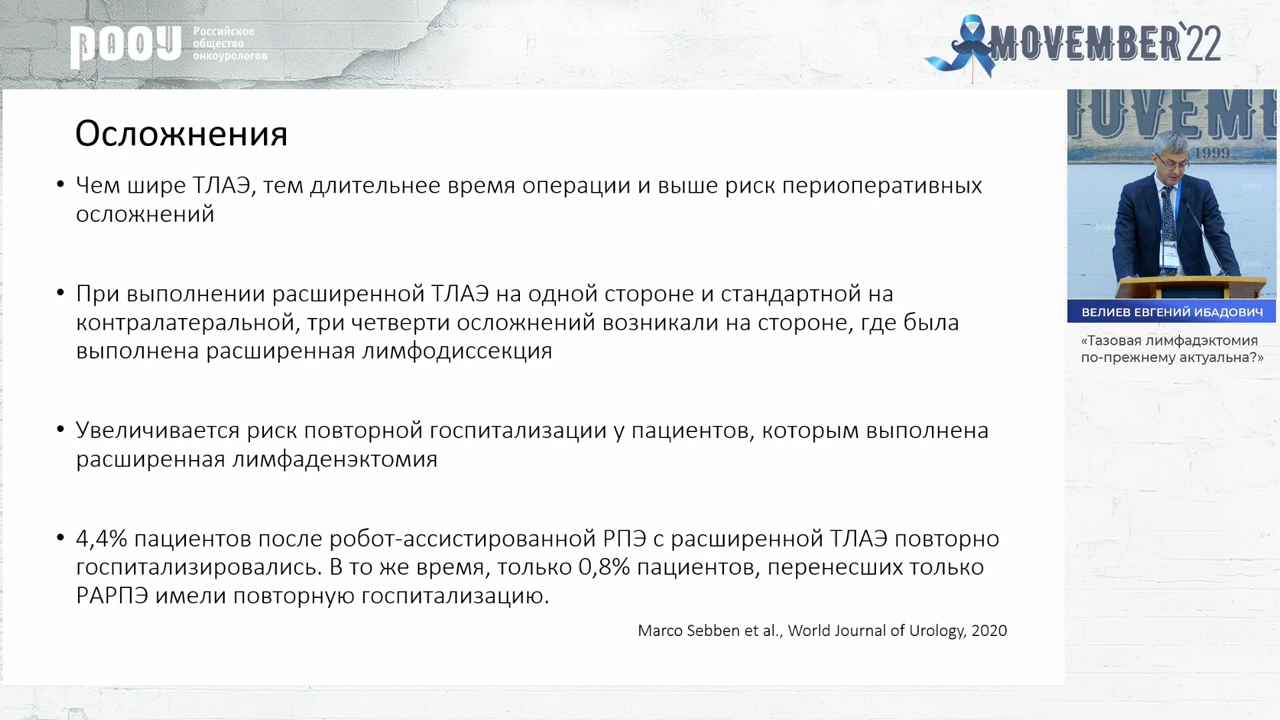 РООУ
Российское
общество
онкоурологов
MOVEMBER'22
Осложнения
• Чем шире ТЛАЭ, тем длительнее время операции и выше риск периоперативных
осложнений
• При выполнении расширенной ТЛАЭ на одной стороне и стандартной на
контралатеральной, три четверти осложнений возникали на стороне, где была
выполнена расширенная лимфодиссекция
• Увеличивается риск повторной госпитализации у пациентов, которым выполнена
расширенная лимфаденэктомия
• 4,4% пациентов после робот-ассистированной РПЭ с расширенной ТЛАЭ повторно
госпитализировались. В то же время, только 0,8% пациентов, перенесших только
РАРПЭ имели повторную госпитализацию.
Marco Sebben et al., World Journal of Urology, 2020
MOVEME
1999
ВЕЛИЕВ ЕВГЕНИЙ ИБАДОВИЧ
«Тазовая лимфадэктомия
по-прежнему актуальна?»